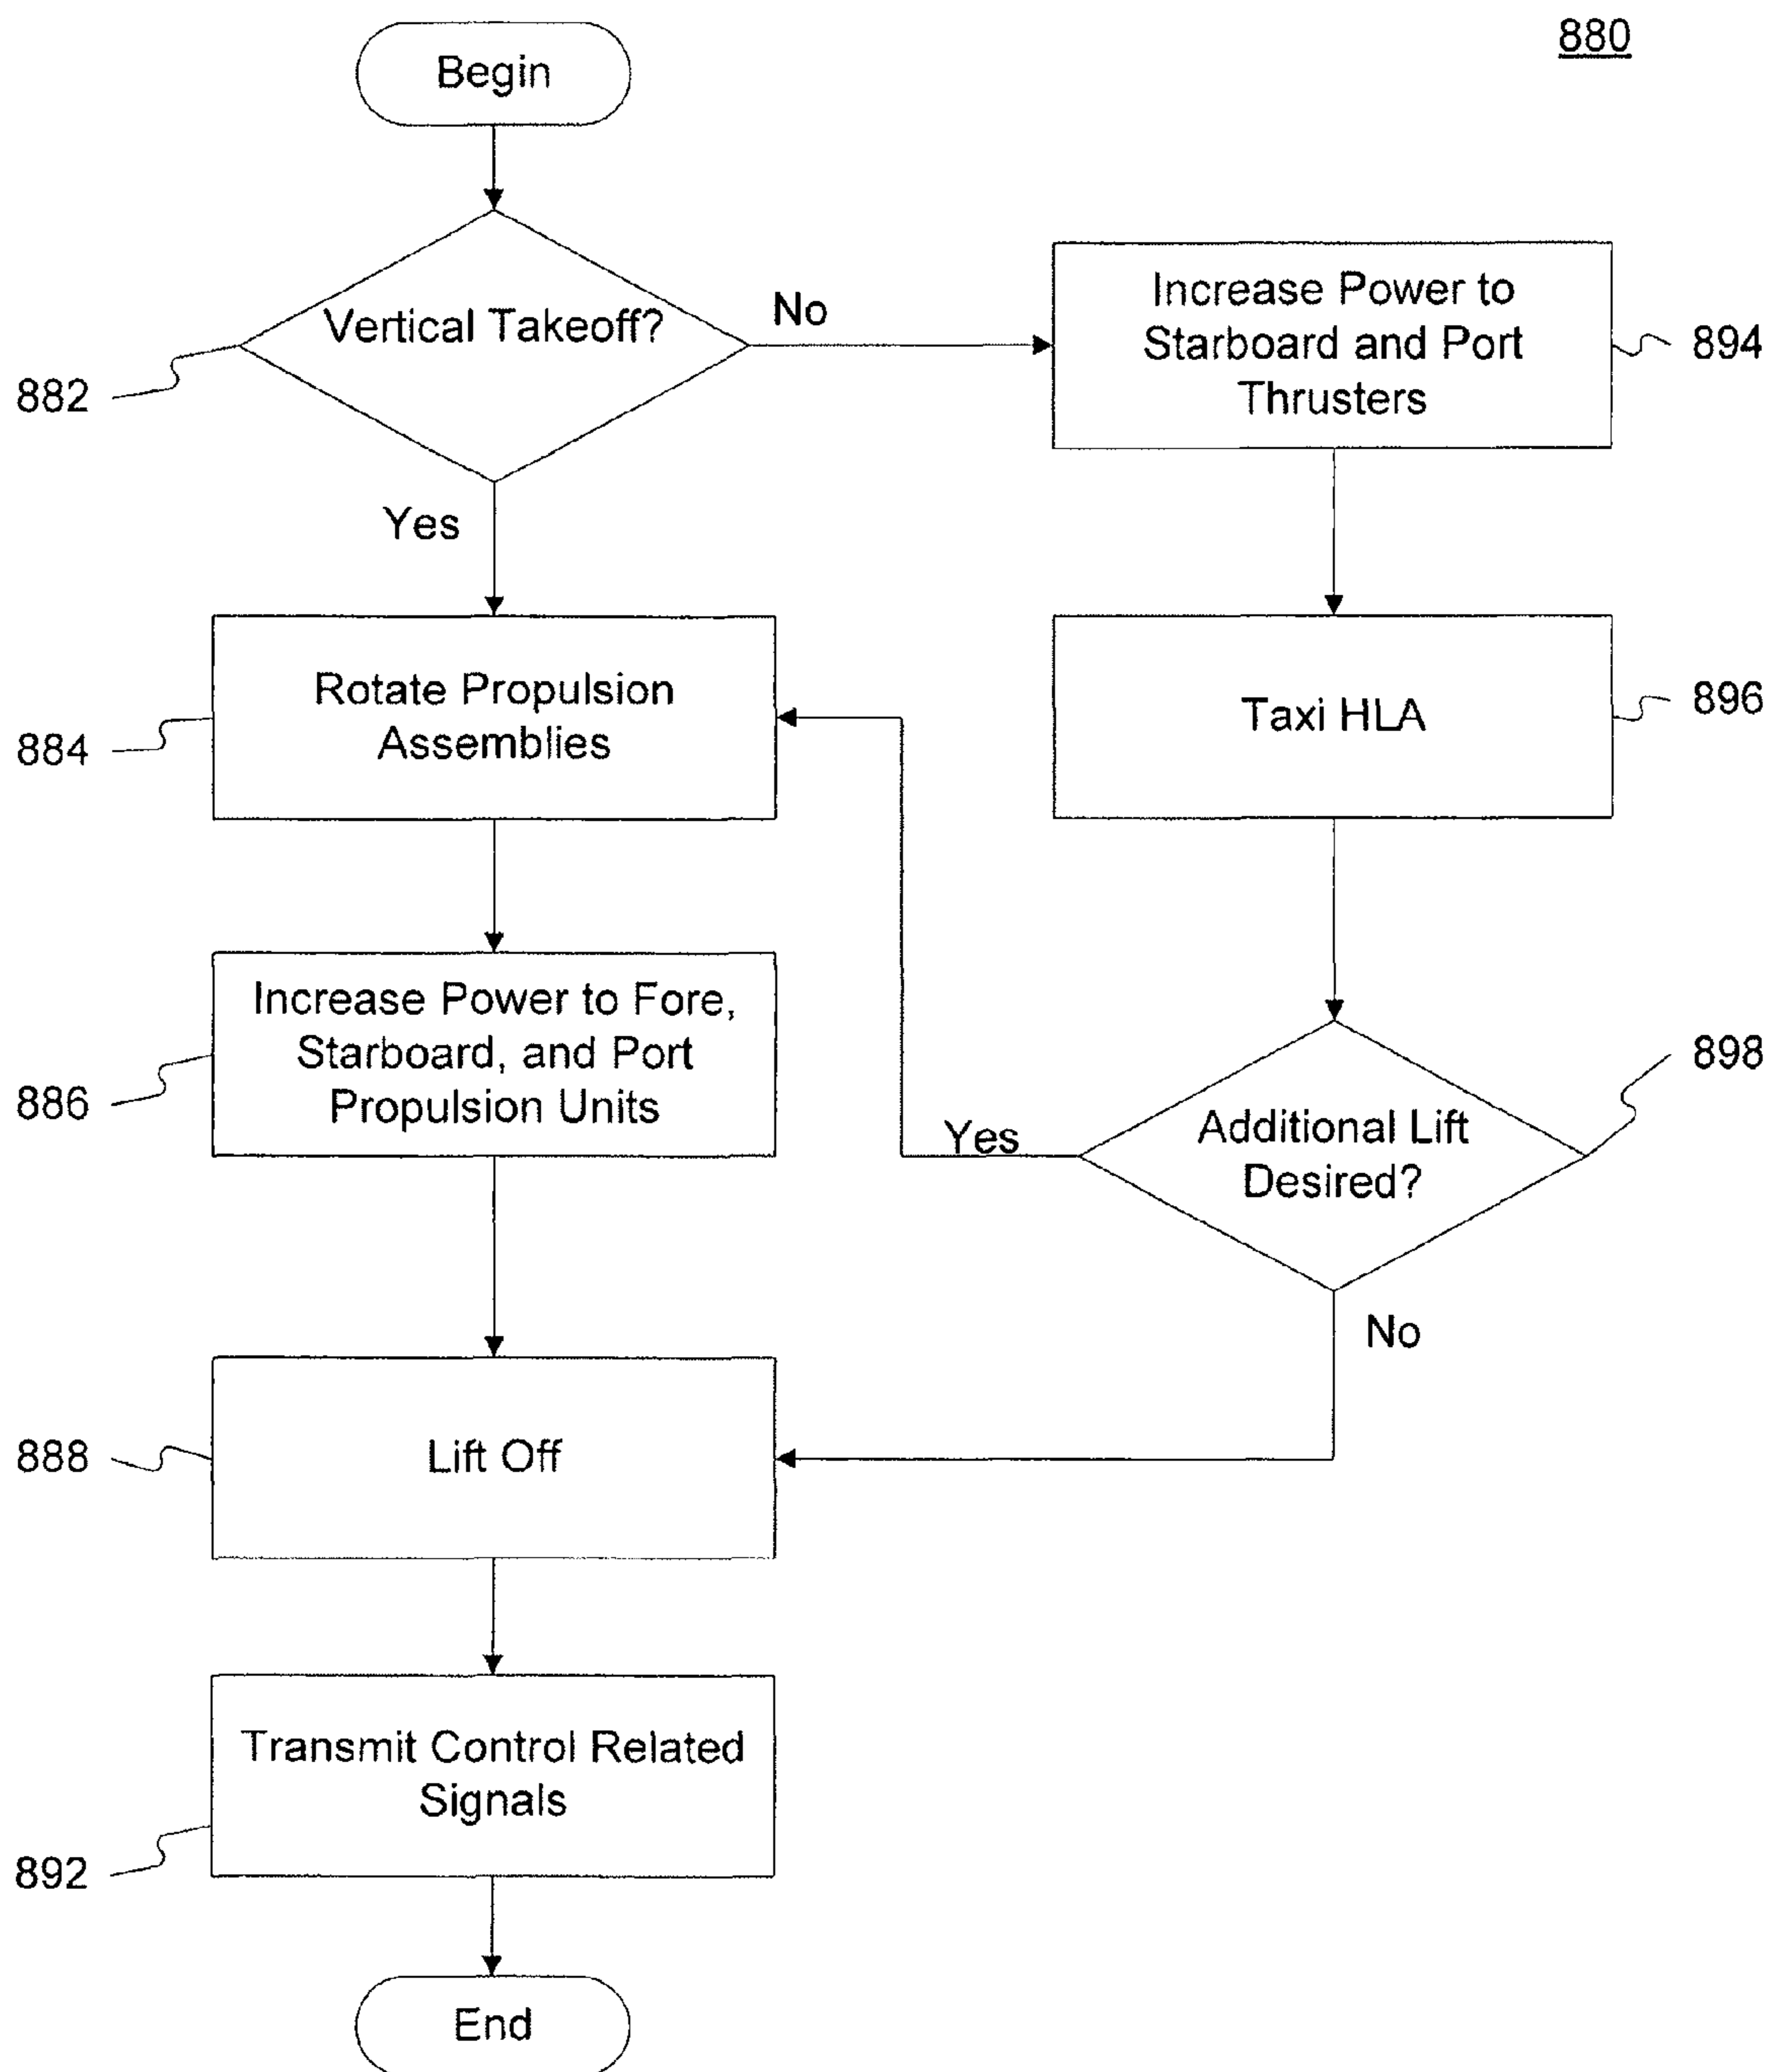 880
Begin
Vertical Takeoff?
No
882
Yes
Increase Power to
Starboard and Port
Thrusters
894
Rotate Propulsion
Assemblies
884
Taxi HLA
896
Increase Power to Fore,
Starboard, and Port
Propulsion Units
886
Additional Lift
Desired?
898
Yes
No
Lift Off
888
Transmit Control Related
Signals
892
End